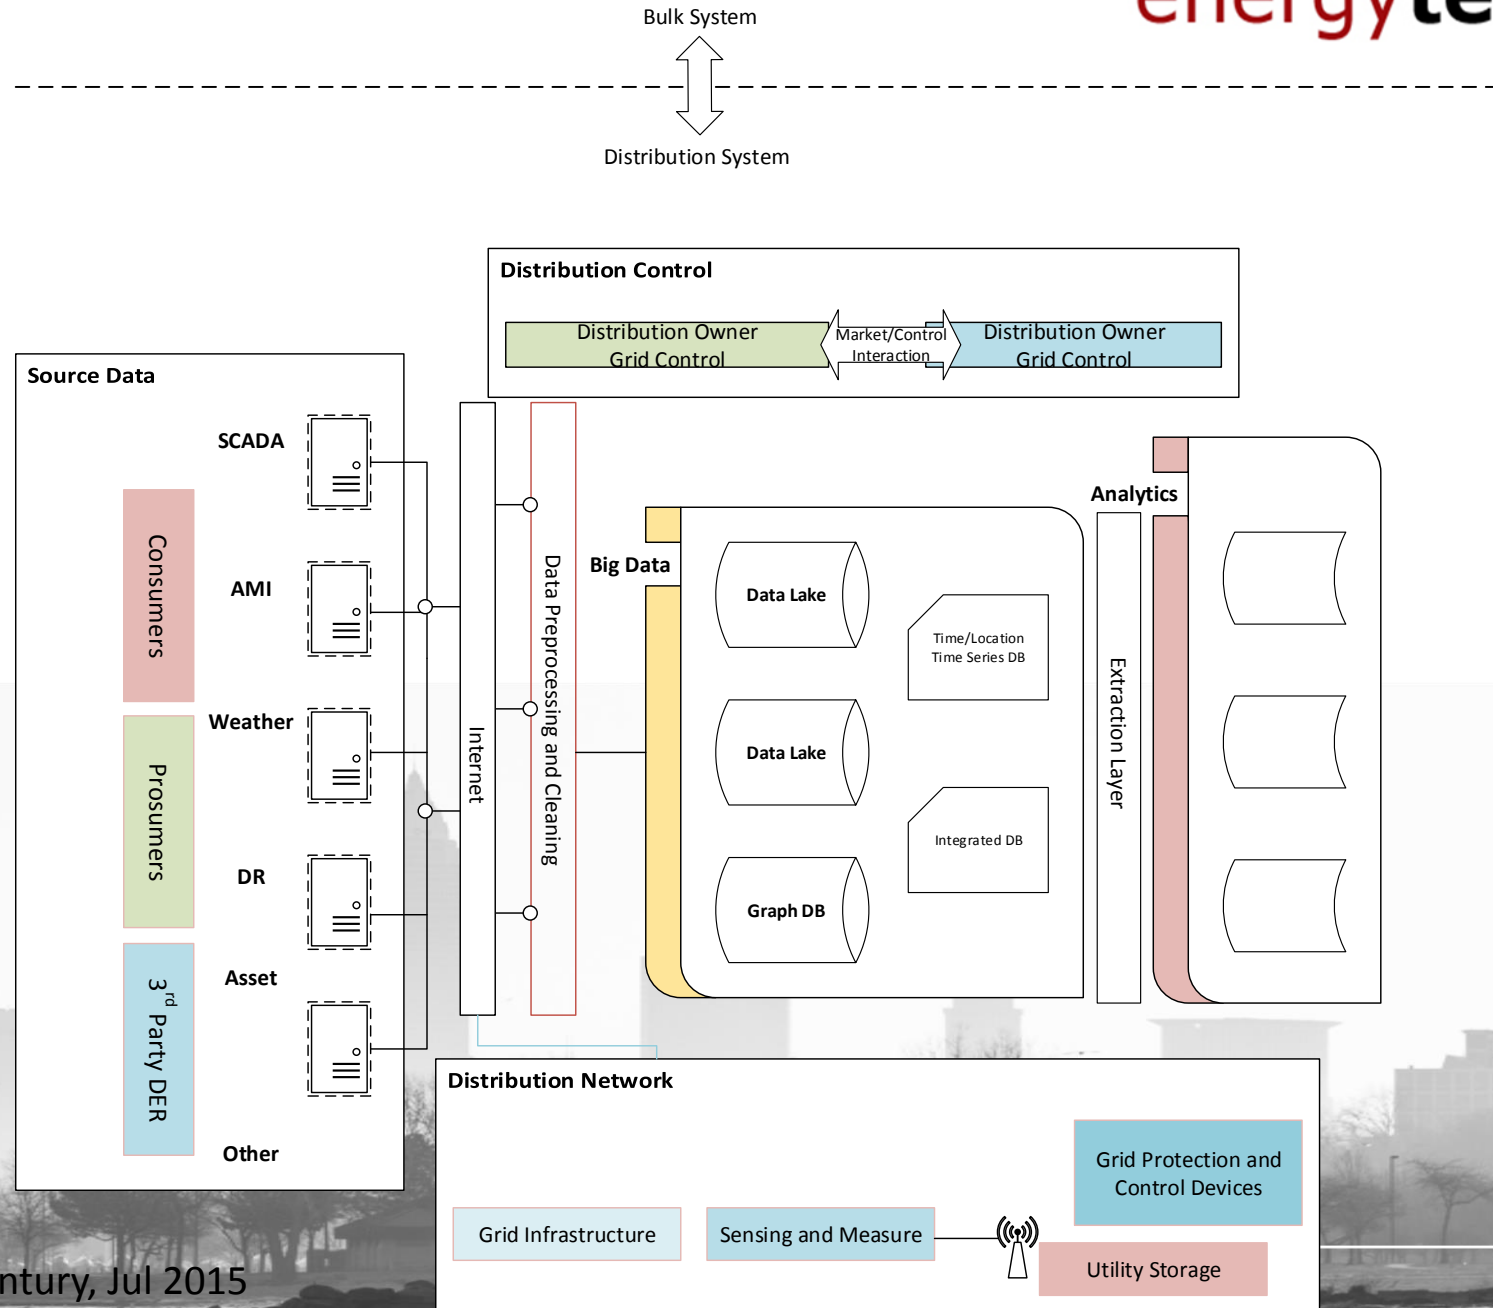 Bulk System
energyte
Distribution System
Distribution Control
Distribution Owner
Grid Control
Market/Control
Interaction
Distribution Owner
Grid Control
Source Data
SCADA
AMI
Weather
DR
Asset
Other
Consumers
Prosumers
3rd Party DER
Internet
Data Preprocessing and Cleaning
Big Data
Data Lake
Data Lake
Graph DB
Time/Location
Time Series DB
Integrated DB
Extraction Layer
Analytics
Distribution Network
Grid Infrastructure
Sensing and Measure
Grid Protection and
Control Devices
Utility Storage
ntury, Jul 2015